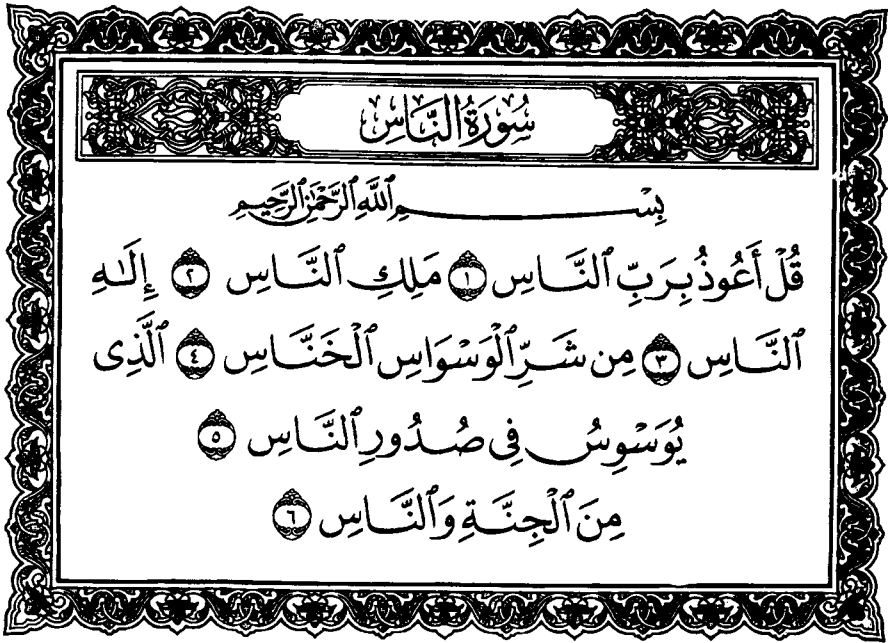 سُورَةُ النَّاسِ
بِسْمِ ٱللَّهِ ٱلرَّحْمَٰنِ ٱلرَّحِيمِ
قُلْ أَعُوذُ بِرَبِّ ٱلنَّاسِ ١ مَلِكِ ٱلنَّاسِ ٢ إِلَٰهِ
ٱلنَّاسِ ٣ مِن شَرِّ ٱلْوَسْوَاسِ ٱلْخَنَّاسِ ٤ ٱلَّذِى
يُوَسْوِسُ فِى صُدُورِ ٱلنَّاسِ ٥
مِنَ ٱلْجِنَّةِ وَٱلنَّاسِ ٦